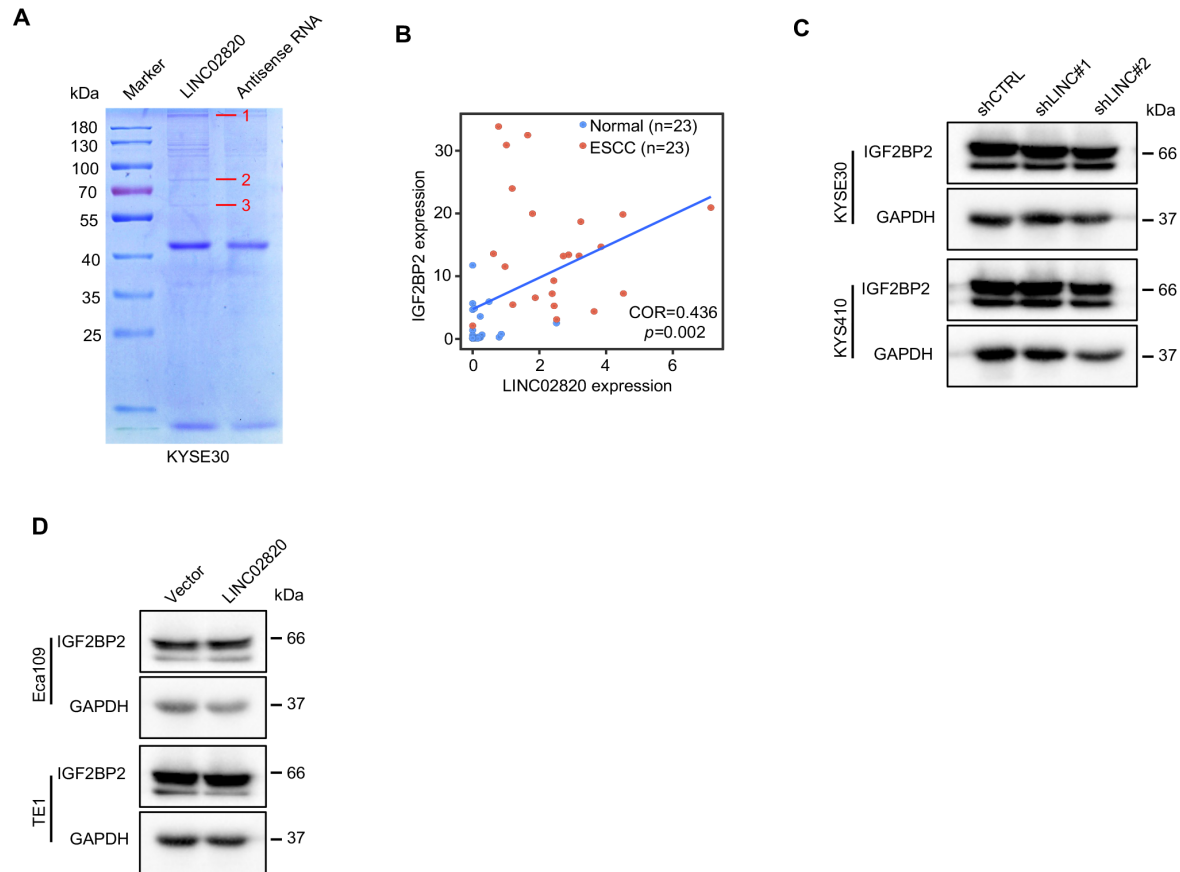 A
Marker
LINC02820
Antisense RNA
kDa
180
130
100
70
55
40
35
25
1
2
3
KYSE30
B
IGF2BP2 expression
30
20
10
0
Normal (n=23)
ESCC (n=23)
COR=0.436
p=0.002
0 2 4 6
LINC02820 expression
C
shCTRL
shLINC#1
shLINC#2
kDa
KYSE30
IGF2BP2 66
GAPDH 37
KYS410
IGF2BP2 66
GAPDH 37
D
Vector
LINC02820
kDa
Eca109
IGF2BP2 66
GAPDH 37
TE1
IGF2BP2 66
GAPDH 37